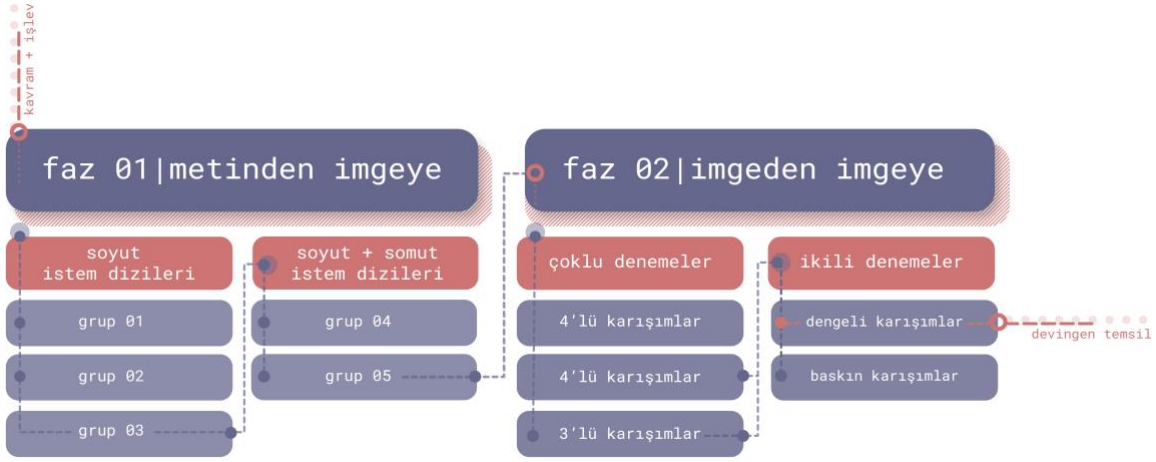 kavram + işlev
faz 01|metinden imgeye
soyut
istem dizileri
grup 01
grup 02
grup 03
soyut + somut
istem dizileri
grup 04
grup 05
faz 02|imgeden imgeye
çoklu denemeler
4’lü karışımlar
4’lü karışımlar
3’lü karışımlar
ikili denemeler
dengeli karışımlar
baskın karışımlar
devingen temsil